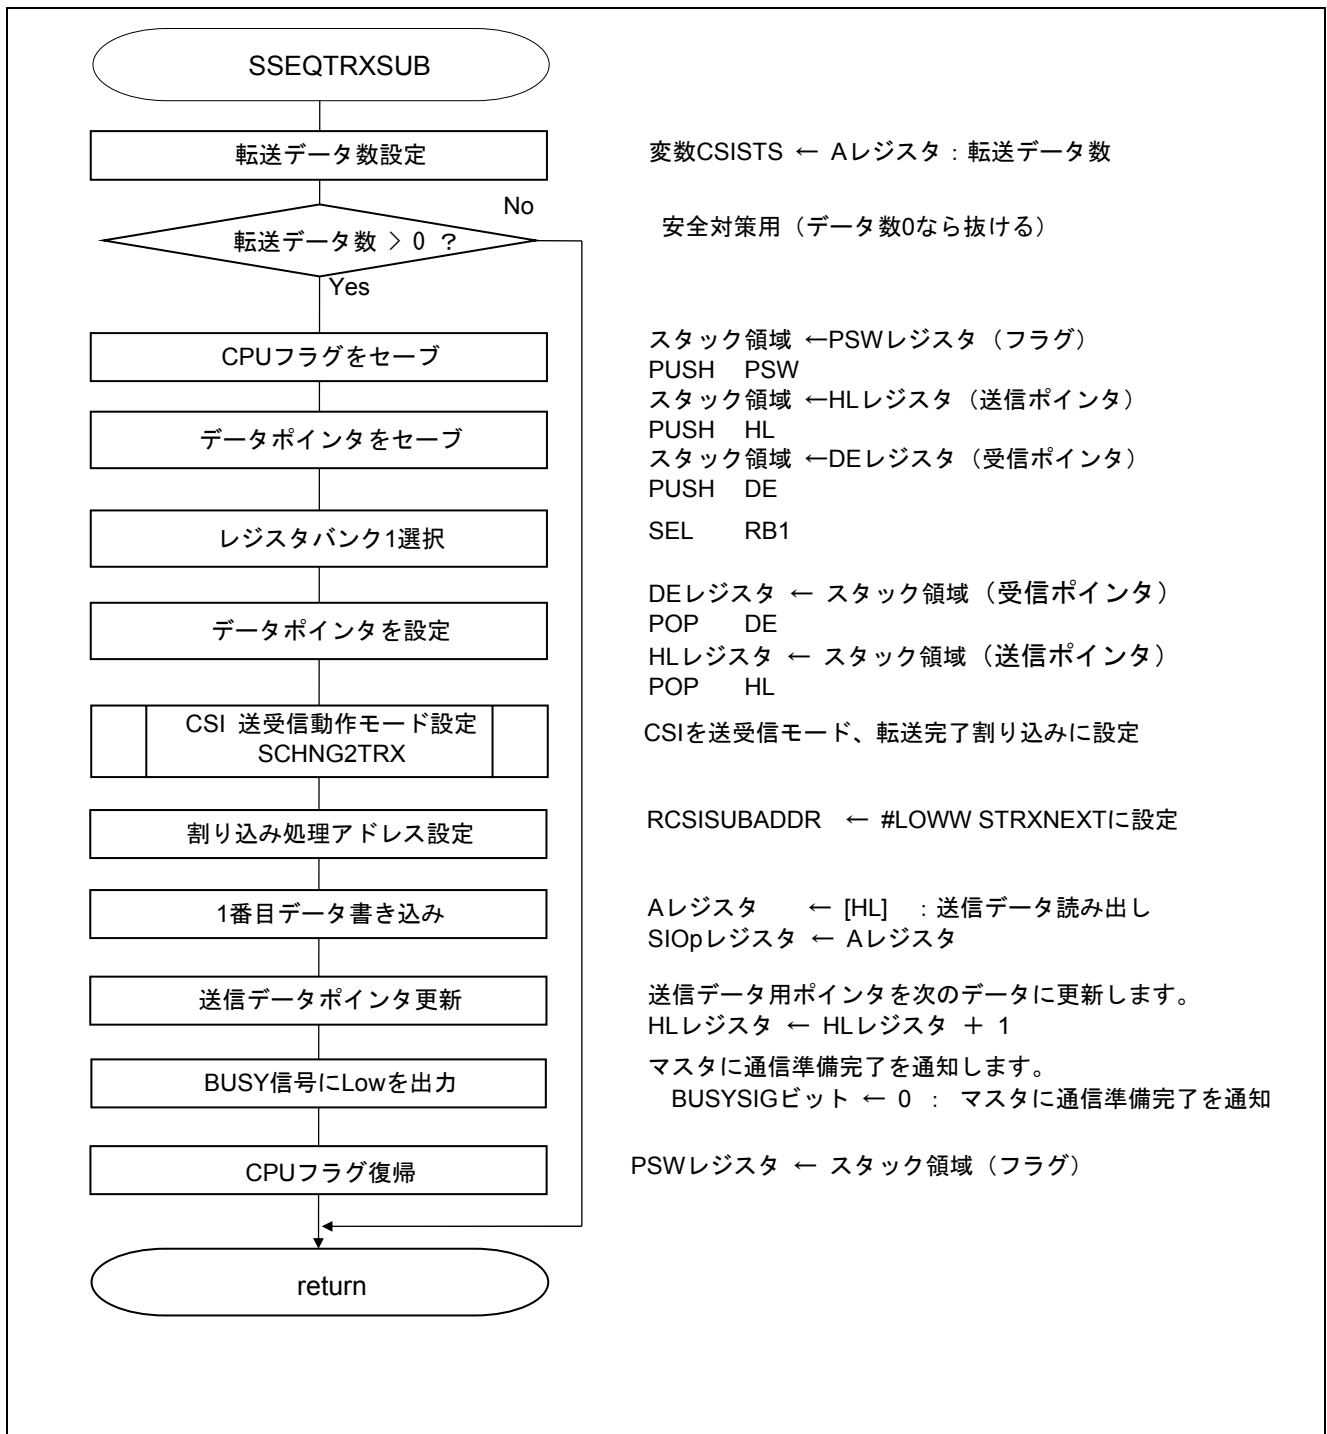 SSEQTRXSUB
転送データ数設定
変数CSISTS ← Aレジスタ：転送データ数
No
転送データ数 ＞ 0 ？
安全対策用（データ数0なら抜ける）
Yes
CPUフラグをセーブ
スタック領域 ←PSWレジスタ（フラグ）
PUSH PSW
データポインタをセーブ
スタック領域 ←HLレジスタ（送信ポインタ）
PUSH HL
スタック領域 ←DEレジスタ（受信ポインタ）
PUSH DE
レジスタバンク1選択
SEL RB1
データポインタを設定
DEレジスタ ← スタック領域（受信ポインタ）
POP DE
HLレジスタ ← スタック領域（送信ポインタ）
POP HL
CSI 送受信動作モード設定
SCHNG2TRX
CSIを送受信モード、転送完了割り込みに設定
割り込み処理アドレス設定
RCSISUBADDR ← #LOWW STRXNEXTに設定
1番目データ書き込み
Aレジスタ ← [HL] ：送信データ読み出し
SIOpレジスタ ← Aレジスタ
送信データポインタ更新
送信データ用ポインタを次のデータに更新します。
HLレジスタ ← HLレジスタ ＋ 1
BUSY信号にLowを出力
マスタに通信準備完了を通知します。
BUSYSIGビット ← 0 ： マスタに通信準備完了を通知
CPUフラグ復帰
PSWレジスタ ← スタック領域（フラグ）
return